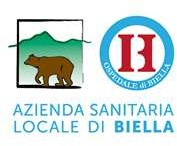 H
OSPEDALE di BIELLA
AZIENDA SANITARIA
LOCALE DI BIELLA